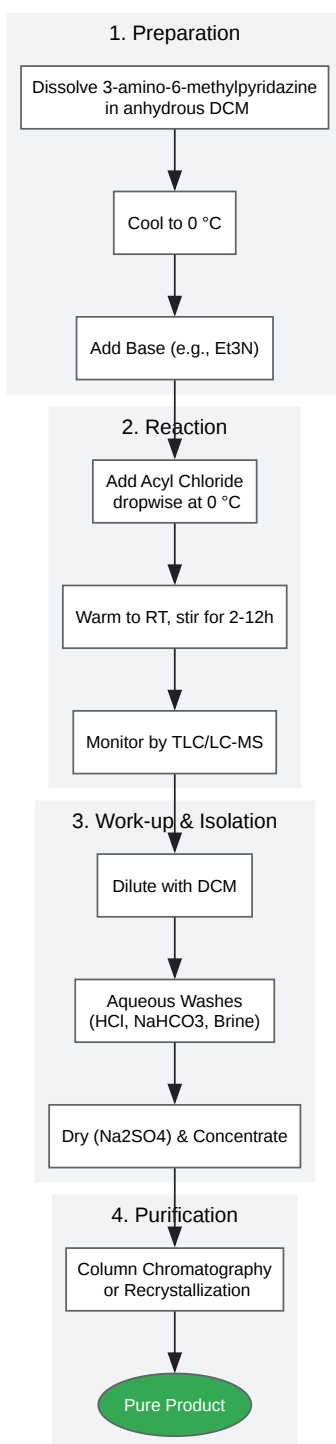 1. Preparation
Dissolve 3-amino-6-methylpyridazine
in anhydrous DCM
Cool to 0 °C
Add Base (e.g., Et3N)
2. Reaction
Add Acyl Chloride
dropwise at 0 °C
Warm to RT, stir for 2-12h
Monitor by TLC/LC-MS
3. Work-up & Isolation
Dilute with DCM
Aqueous Washes
(HCl, NaHCO3, Brine)
Dry (Na2SO4) & Concentrate
4. Purification
Column Chromatography
or Recrystallization
Pure Product